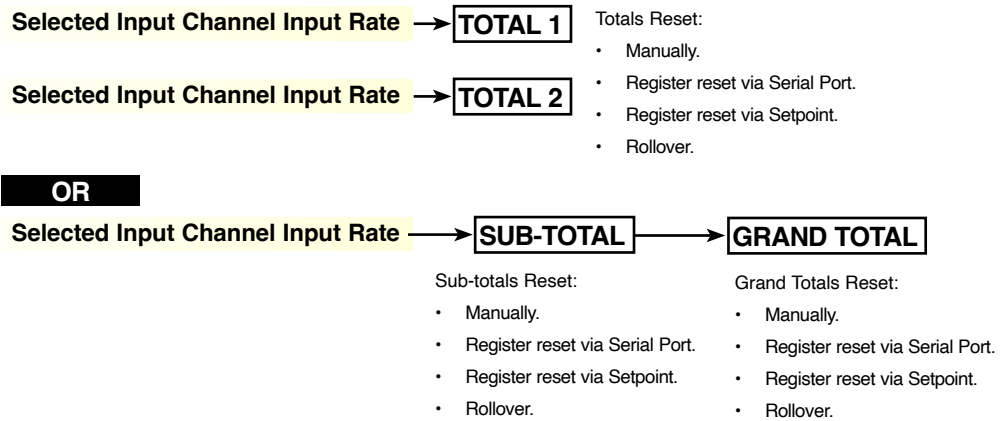 Selected Input Channel Input Rate TOTAL 1
Totals Reset:
• Manually.
• Register reset via Serial Port.
• Register reset via Setpoint.
• Rollover.
Selected Input Channel Input Rate TOTAL 2
OR
Selected Input Channel Input Rate SUB-TOTAL GRAND TOTAL
Sub-totals Reset:
• Manually.
• Register reset via Serial Port.
• Register reset via Setpoint.
• Rollover.
Grand Totals Reset:
• Manually.
• Register reset via Serial Port.
• Register reset via Setpoint.
• Rollover.